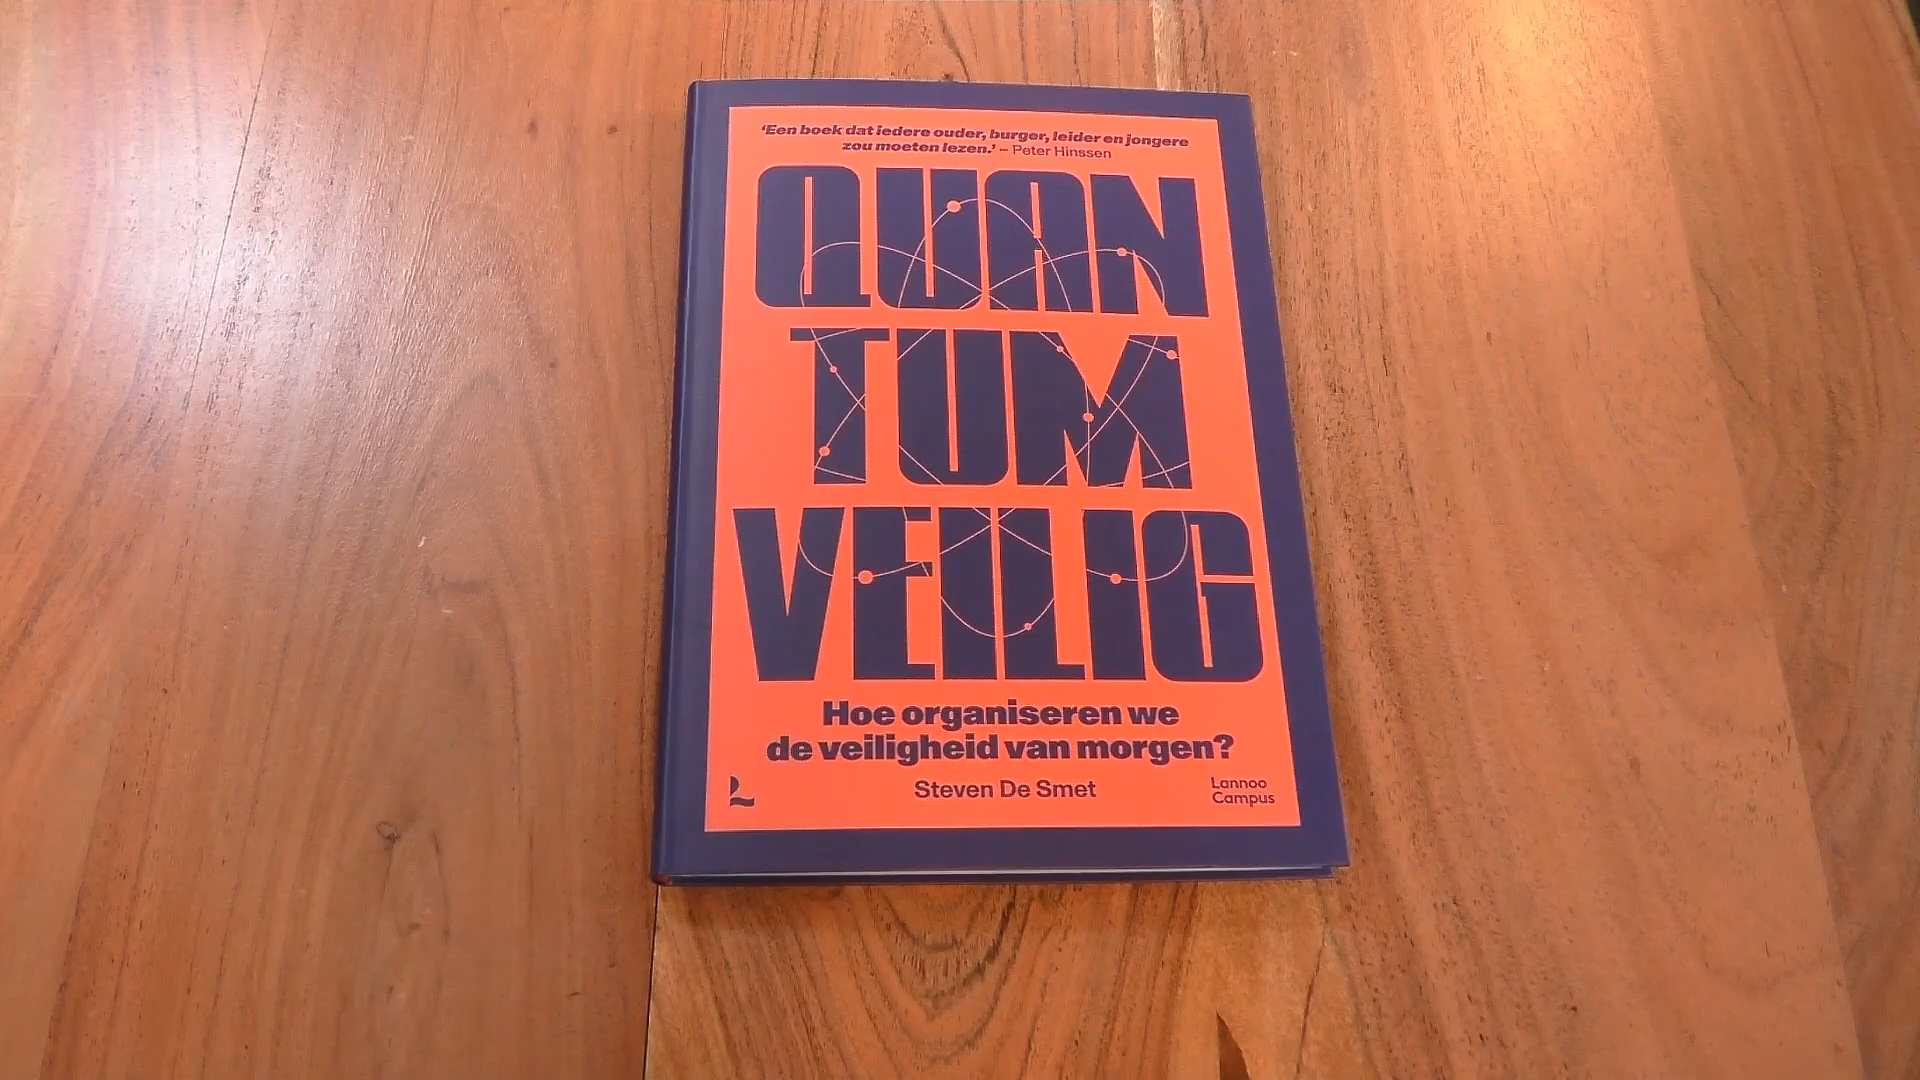 ‘Een boek dat iedere ouder, burger, leider en jongere
zou moeten lezen.’ – Peter Hinssen
QUAN
TUM
VEILIG
Hoe organiseren we
de veiligheid van morgen?
Steven De Smet
Lannoo
Campus